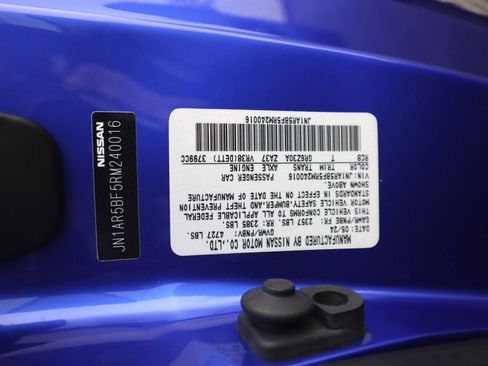 NISSAN
JN1AR5BF5RM240016
MANUFACTURED BY NISSAN MOTOR CO.,LTD.
DATE: 05/24 GVWR/PNBV: 4727 LBS.
GAWR/PNBE FR: 2357 LBS. RR: 2385 LBS.
THIS VEHICLE CONFORMS TO ALL APPLICABLE FEDERAL
MOTOR VEHICLE SAFETY, BUMPER, AND THEFT PREVENTION
STANDARDS IN EFFECT ON THE DATE OF MANUFACTURE
SHOWN ABOVE.
VIN: JN1AR5BF5RM240016 PASSENGER CAR
COLOR TRIM TRANS AXLE ENGINE
RCB T GR6Z30A ZA37 VR38(DETT) 3799CC
JN1AR5BF5RM240016